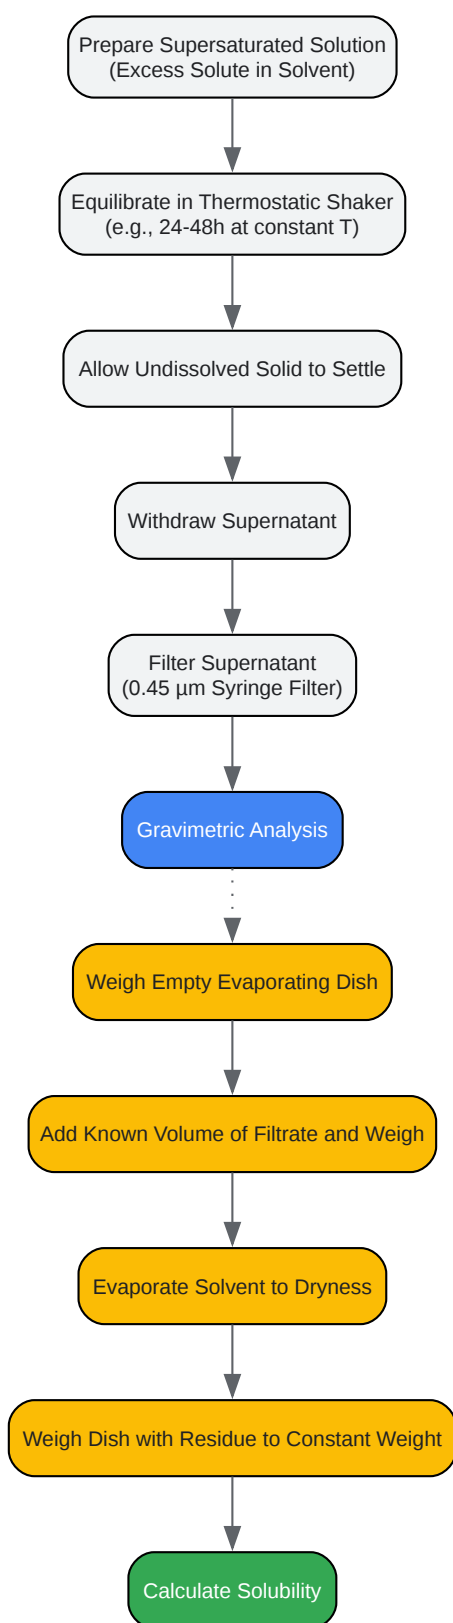 Prepare Supersaturated Solution
(Excess Solute in Solvent)
Equilibrate in Thermostatic Shaker
(e.g., 24-48h at constant T)
Allow Undissolved Solid to Settle
Withdraw Supernatant
Filter Supernatant
(0.45 µm Syringe Filter)
Gravimetric Analysis
Weigh Empty Evaporating Dish
Add Known Volume of Filtrate and Weigh
Evaporate Solvent to Dryness
Weigh Dish with Residue to Constant Weight
Calculate Solubility